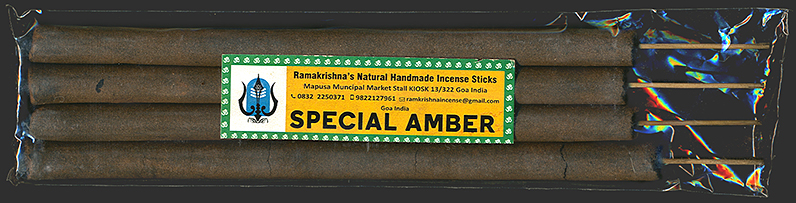 Ramakrishna's Natural Handmade Incense Sticks
Mapusa Muncipal Market Stall KIOSK 13/322 Goa India
0832 2250371 9822127961 ramkrishnaincense@gmail.com
Goa India
SPECIAL AMBER